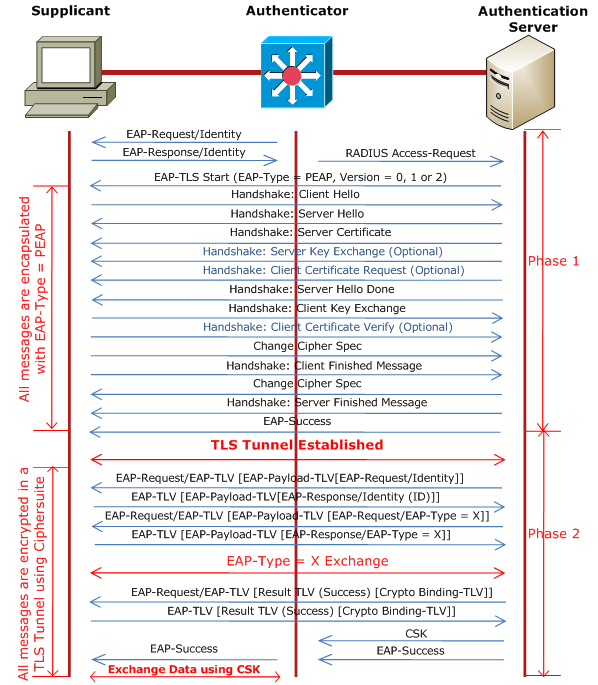 Supplicant
Authenticator
Authentication
Server
EAP-Request/Identity
EAP-Response/Identity
RADIUS Access-Request
EAP-TLS Start (EAP-Type = PEAP, Version = 0, 1 or 2)
Handshake: Client Hello
Handshake: Server Hello
Handshake: Server Certificate
Handshake: Server Key Exchange (Optional)
Handshake: Client Certificate Request (Optional)
Handshake: Server Hello Done
Handshake: Client Key Exchange
Handshake: Client Certificate Verify (Optional)
Change Cipher Spec
Handshake: Client Finished Message
Change Cipher Spec
Handshake: Server Finished Message
EAP-Success
All messages are encapsulated
with EAP-Type = PEAP
Phase 1
TLS Tunnel Established
EAP-Request/EAP-TLV [EAP-Payload-TLV[EAP-Request/Identity]]
EAP-TLV [EAP-Payload-TLV[EAP-Response/Identity (ID)]]
EAP-Request/EAP-TLV [EAP-Payload-TLV [EAP-Request/EAP-Type = X]]
EAP-TLV [EAP-Payload-TLV [EAP-Response/EAP-Type = X]]
EAP-Type = X Exchange
EAP-Request/EAP-TLV [Result TLV (Success) [Crypto Binding-TLV]]
EAP-TLV [Result TLV (Success) [Crypto Binding-TLV]]
CSK
EAP-Success
EAP-Success
Exchange Data using CSK
All messages are encrypted in a
TLS Tunnel using Ciphersuite
Phase 2